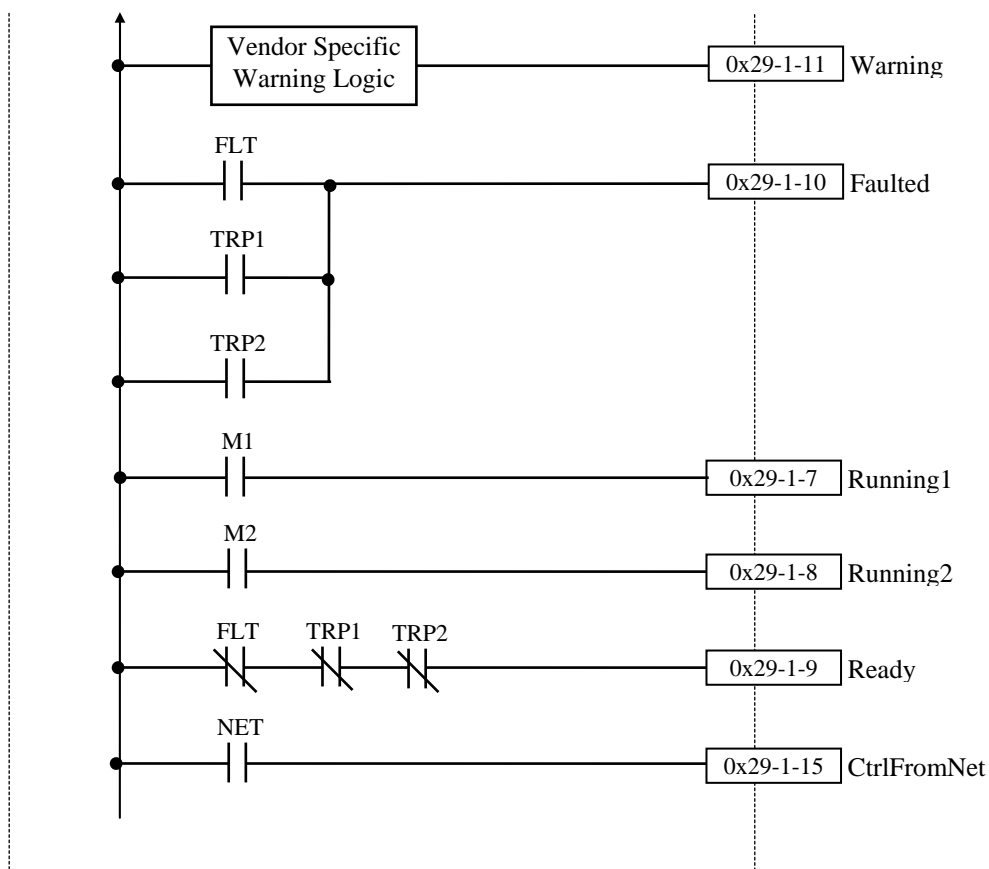 Vendor Specific
Warning Logic
0x29-1-11 Warning
FLT
0x29-1-10 Faulted
TRP1
TRP2
M1
0x29-1-7 Running1
M2
0x29-1-8 Running2
FLT TRP1 TRP2
0x29-1-9 Ready
NET
0x29-1-15 CtrlFromNet